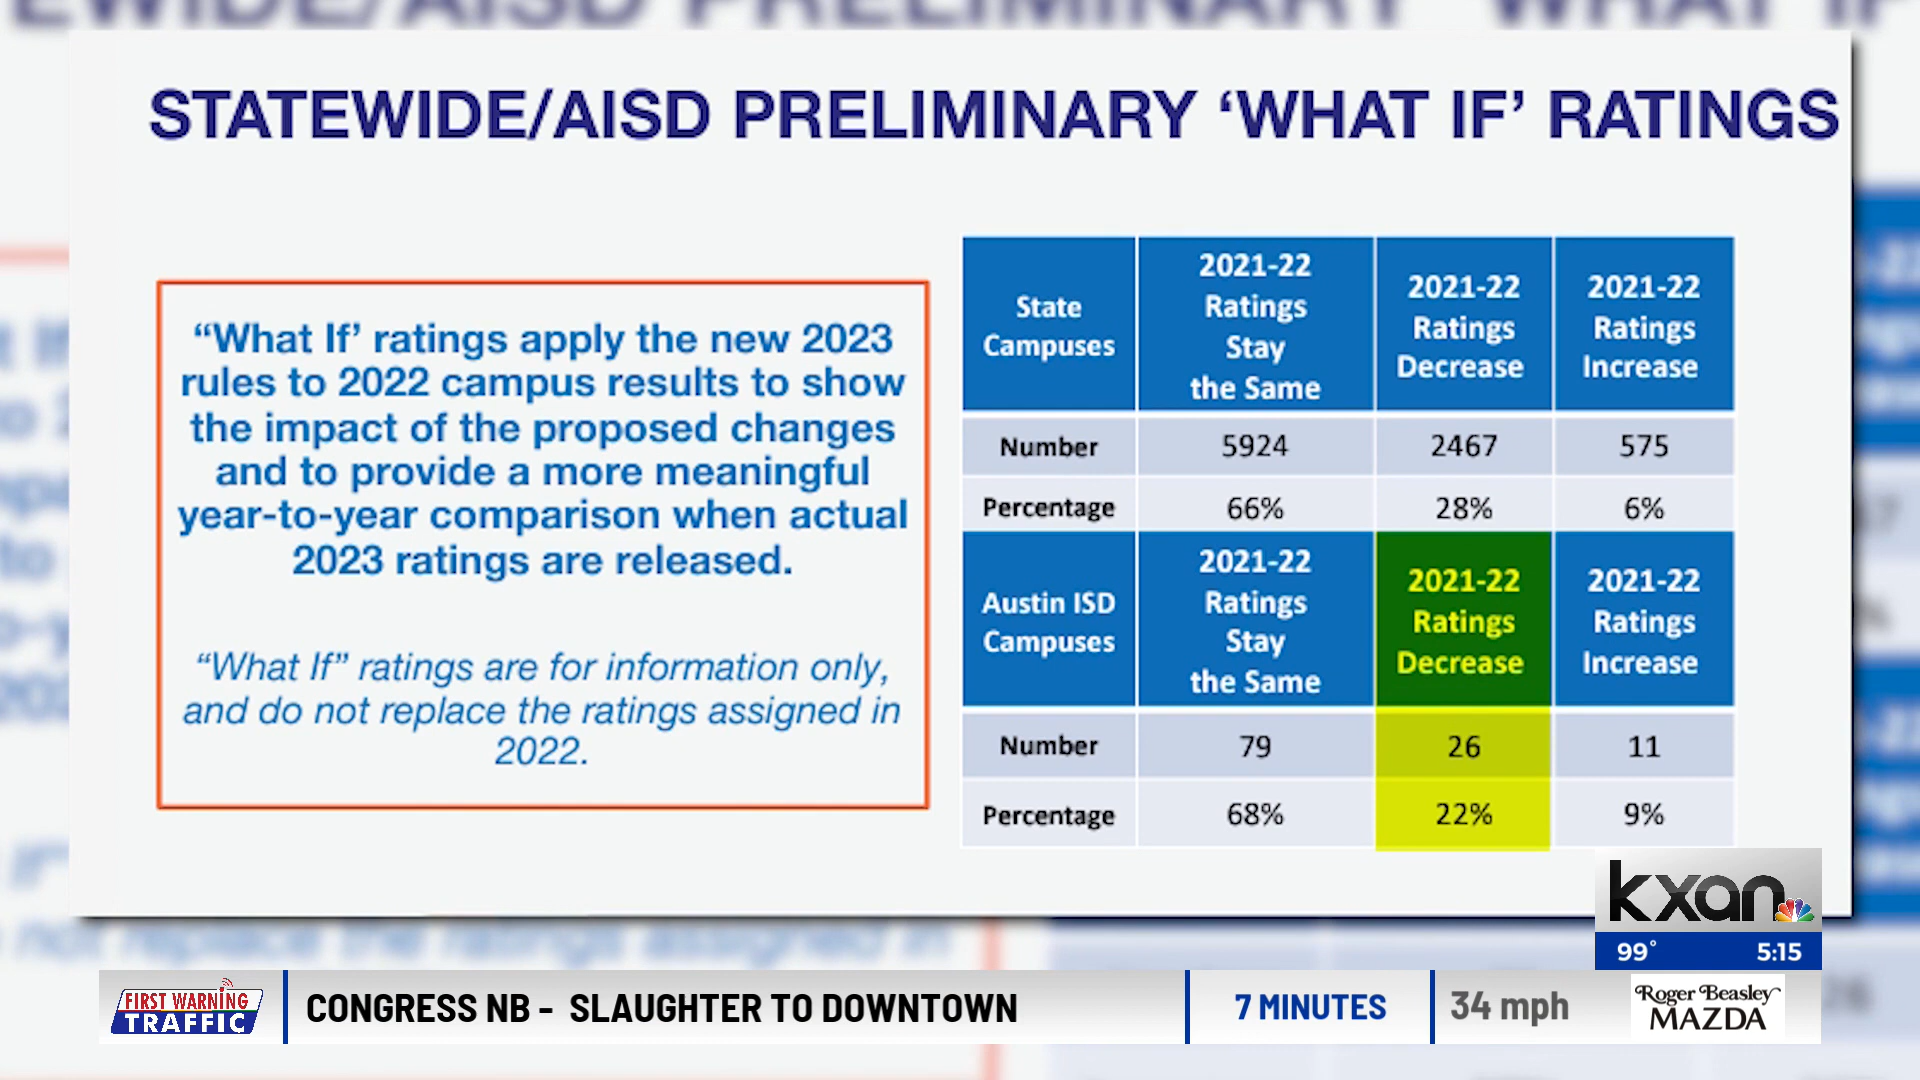 STATEWIDE/AISD PRELIMINARY ‘WHAT IF’ RATINGS
“What If’ ratings apply the new 2023
rules to 2022 campus results to show
the impact of the proposed changes
and to provide a more meaningful
year-to-year comparison when actual
2023 ratings are released.
“What If” ratings are for information only,
and do not replace the ratings assigned in
2022.
State
Campuses
2021-22
Ratings
Stay
the Same
2021-22
Ratings
Decrease
2021-22
Ratings
Increase
Number 5924 2467 575
Percentage 66% 28% 6%
Austin ISD
Campuses
2021-22
Ratings
Stay
the Same
2021-22
Ratings
Decrease
2021-22
Ratings
Increase
Number 79 26 11
Percentage 68% 22% 9%
kxan
99° 5:15
FIRST WARNING
TRAFFIC
CONGRESS NB - SLAUGHTER TO DOWNTOWN
7 MINUTES
34 mph
Roger Beasley
MAZDA